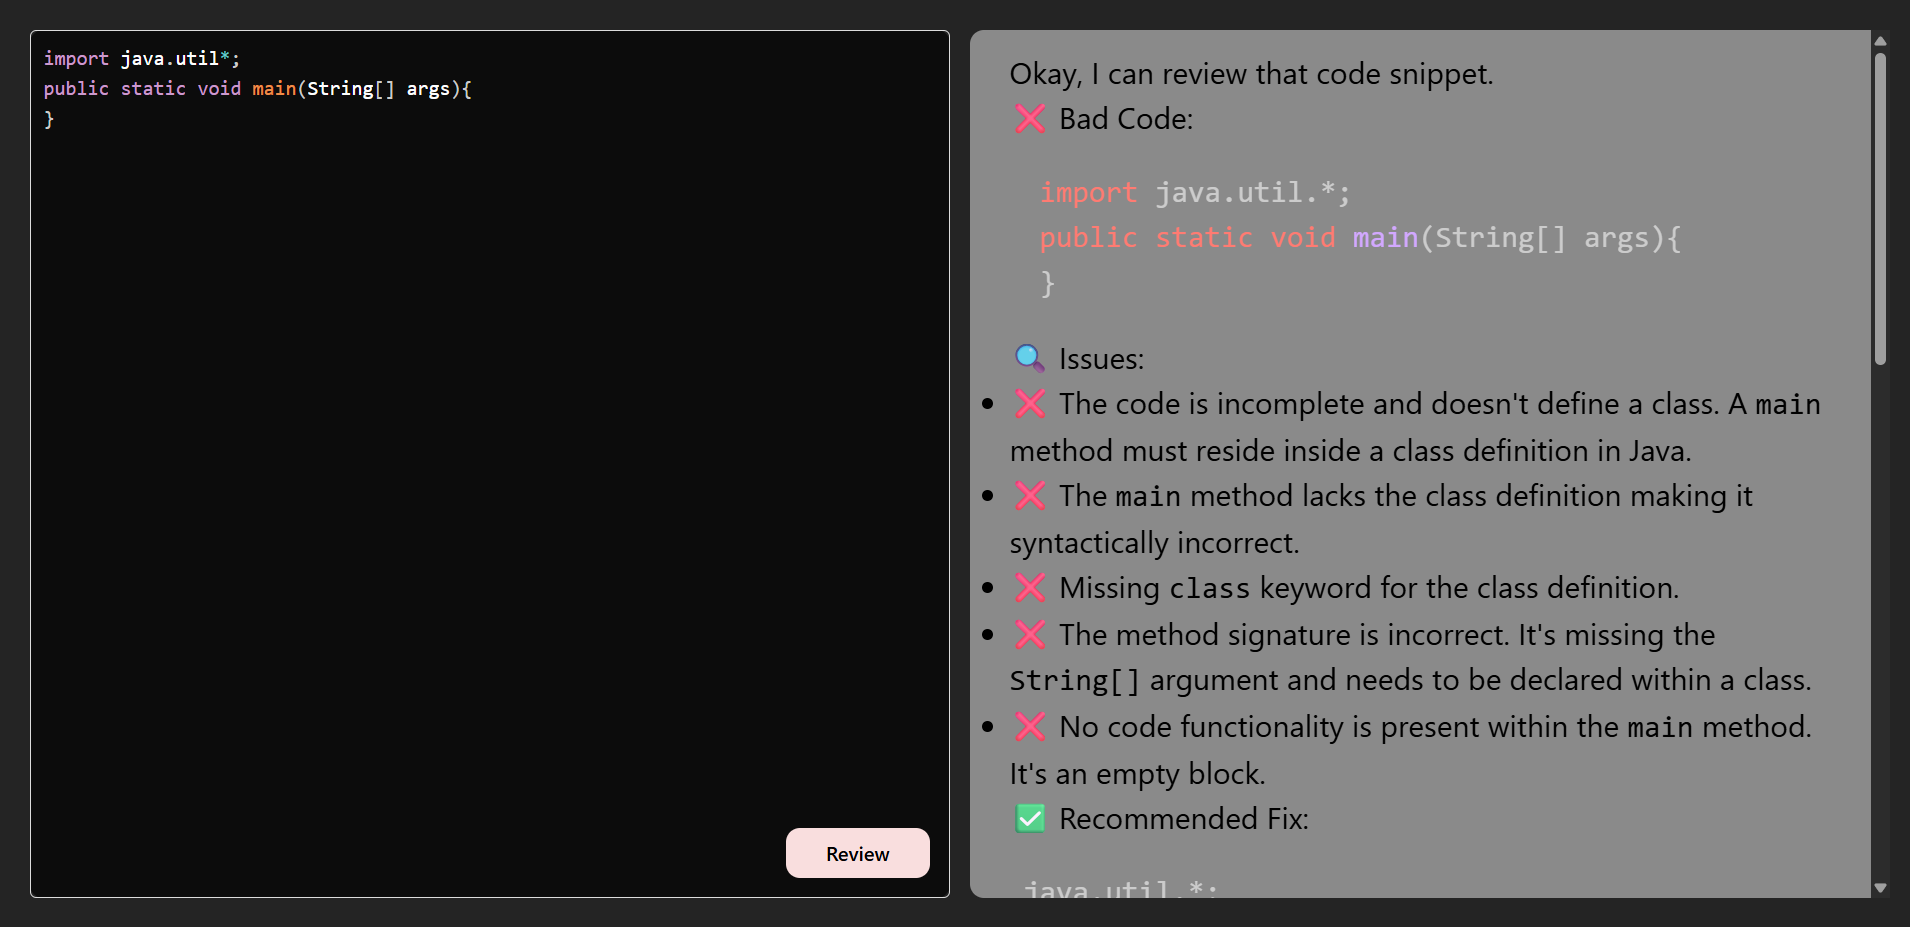 import java.util*;
public static void main(String[] args){
}
Review
Okay, I can review that code snippet.
❌ Bad Code:
import java.util.*;
public static void main(String[] args){
}
🔍 Issues:
• ❌ The code is incomplete and doesn't define a class. A main
method must reside inside a class definition in Java.
• ❌ The main method lacks the class definition making it
syntactically incorrect.
• ❌ Missing class keyword for the class definition.
• ❌ The method signature is incorrect. It's missing the
String[] argument and needs to be declared within a class.
• ❌ No code functionality is present within the main method.
It's an empty block.
✅ Recommended Fix:
java.util.*;